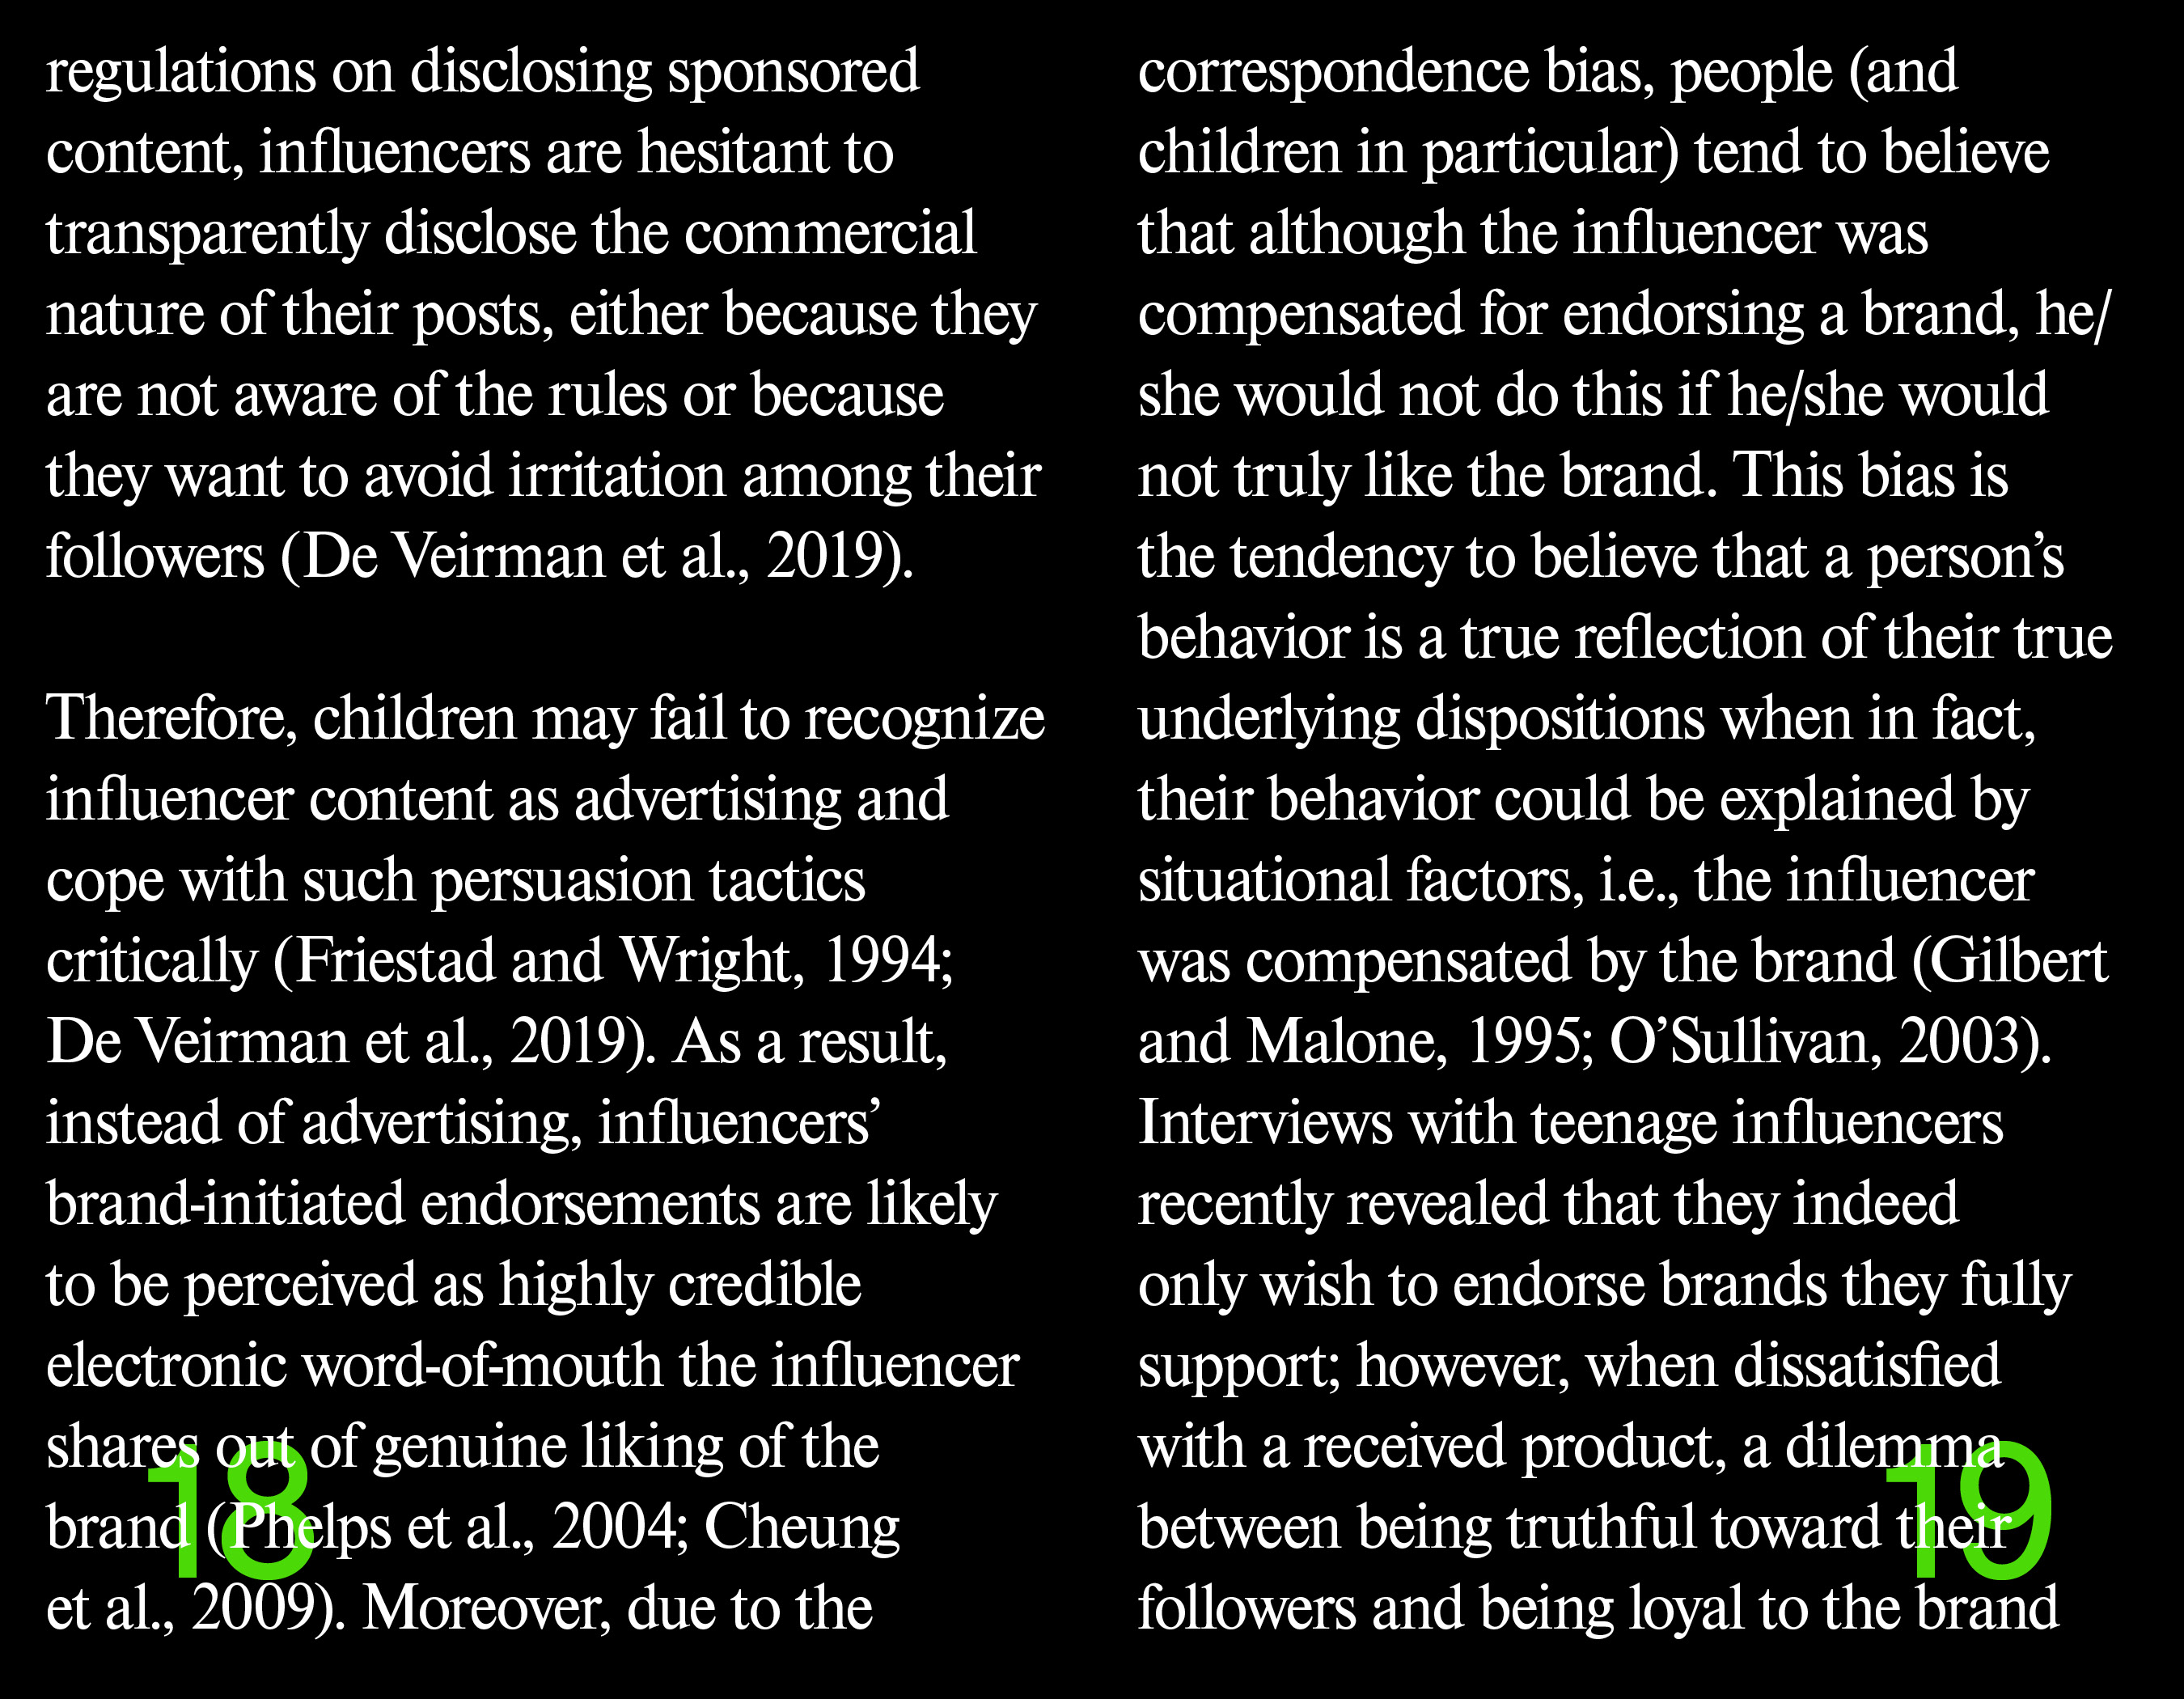 regulations on disclosing sponsored
content, influencers are hesitant to
transparently disclose the commercial
nature of their posts, either because they
are not aware of the rules or because
they want to avoid irritation among their
followers (De Veirman et al., 2019).
Therefore, children may fail to recognize
influencer content as advertising and
cope with such persuasion tactics
critically (Friestad and Wright, 1994;
De Veirman et al., 2019). As a result,
instead of advertising, influencers’
brand-initiated endorsements are likely
to be perceived as highly credible
electronic word-of-mouth the influencer
shares out of genuine liking of the
brand (Phelps et al., 2004; Cheung
et al., 2009). Moreover, due to the
18
correspondence bias, people (and
children in particular) tend to believe
that although the influencer was
compensated for endorsing a brand, he/
she would not do this if he/she would
not truly like the brand. This bias is
the tendency to believe that a person’s
behavior is a true reflection of their true
underlying dispositions when in fact,
their behavior could be explained by
situational factors, i.e., the influencer
was compensated by the brand (Gilbert
and Malone, 1995; O’Sullivan, 2003).
Interviews with teenage influencers
recently revealed that they indeed
only wish to endorse brands they fully
support; however, when dissatisfied
with a received product, a dilemma
between being truthful toward their
followers and being loyal to the brand
19